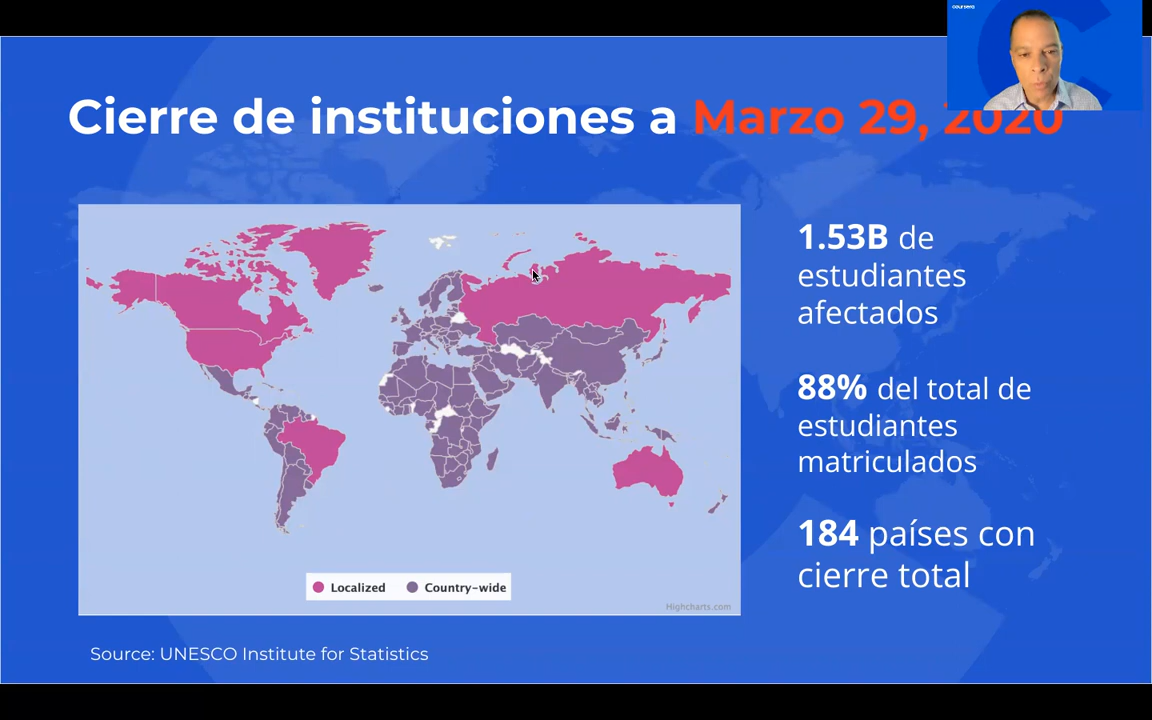 coursera
Cierre de instituciones a Marzo 29, 2020
1.53B de
estudiantes
afectados
88% del total de
estudiantes
matriculados
184 países con
cierre total
Localized
Country-wide
Highcharts.com
Source: UNESCO Institute for Statistics